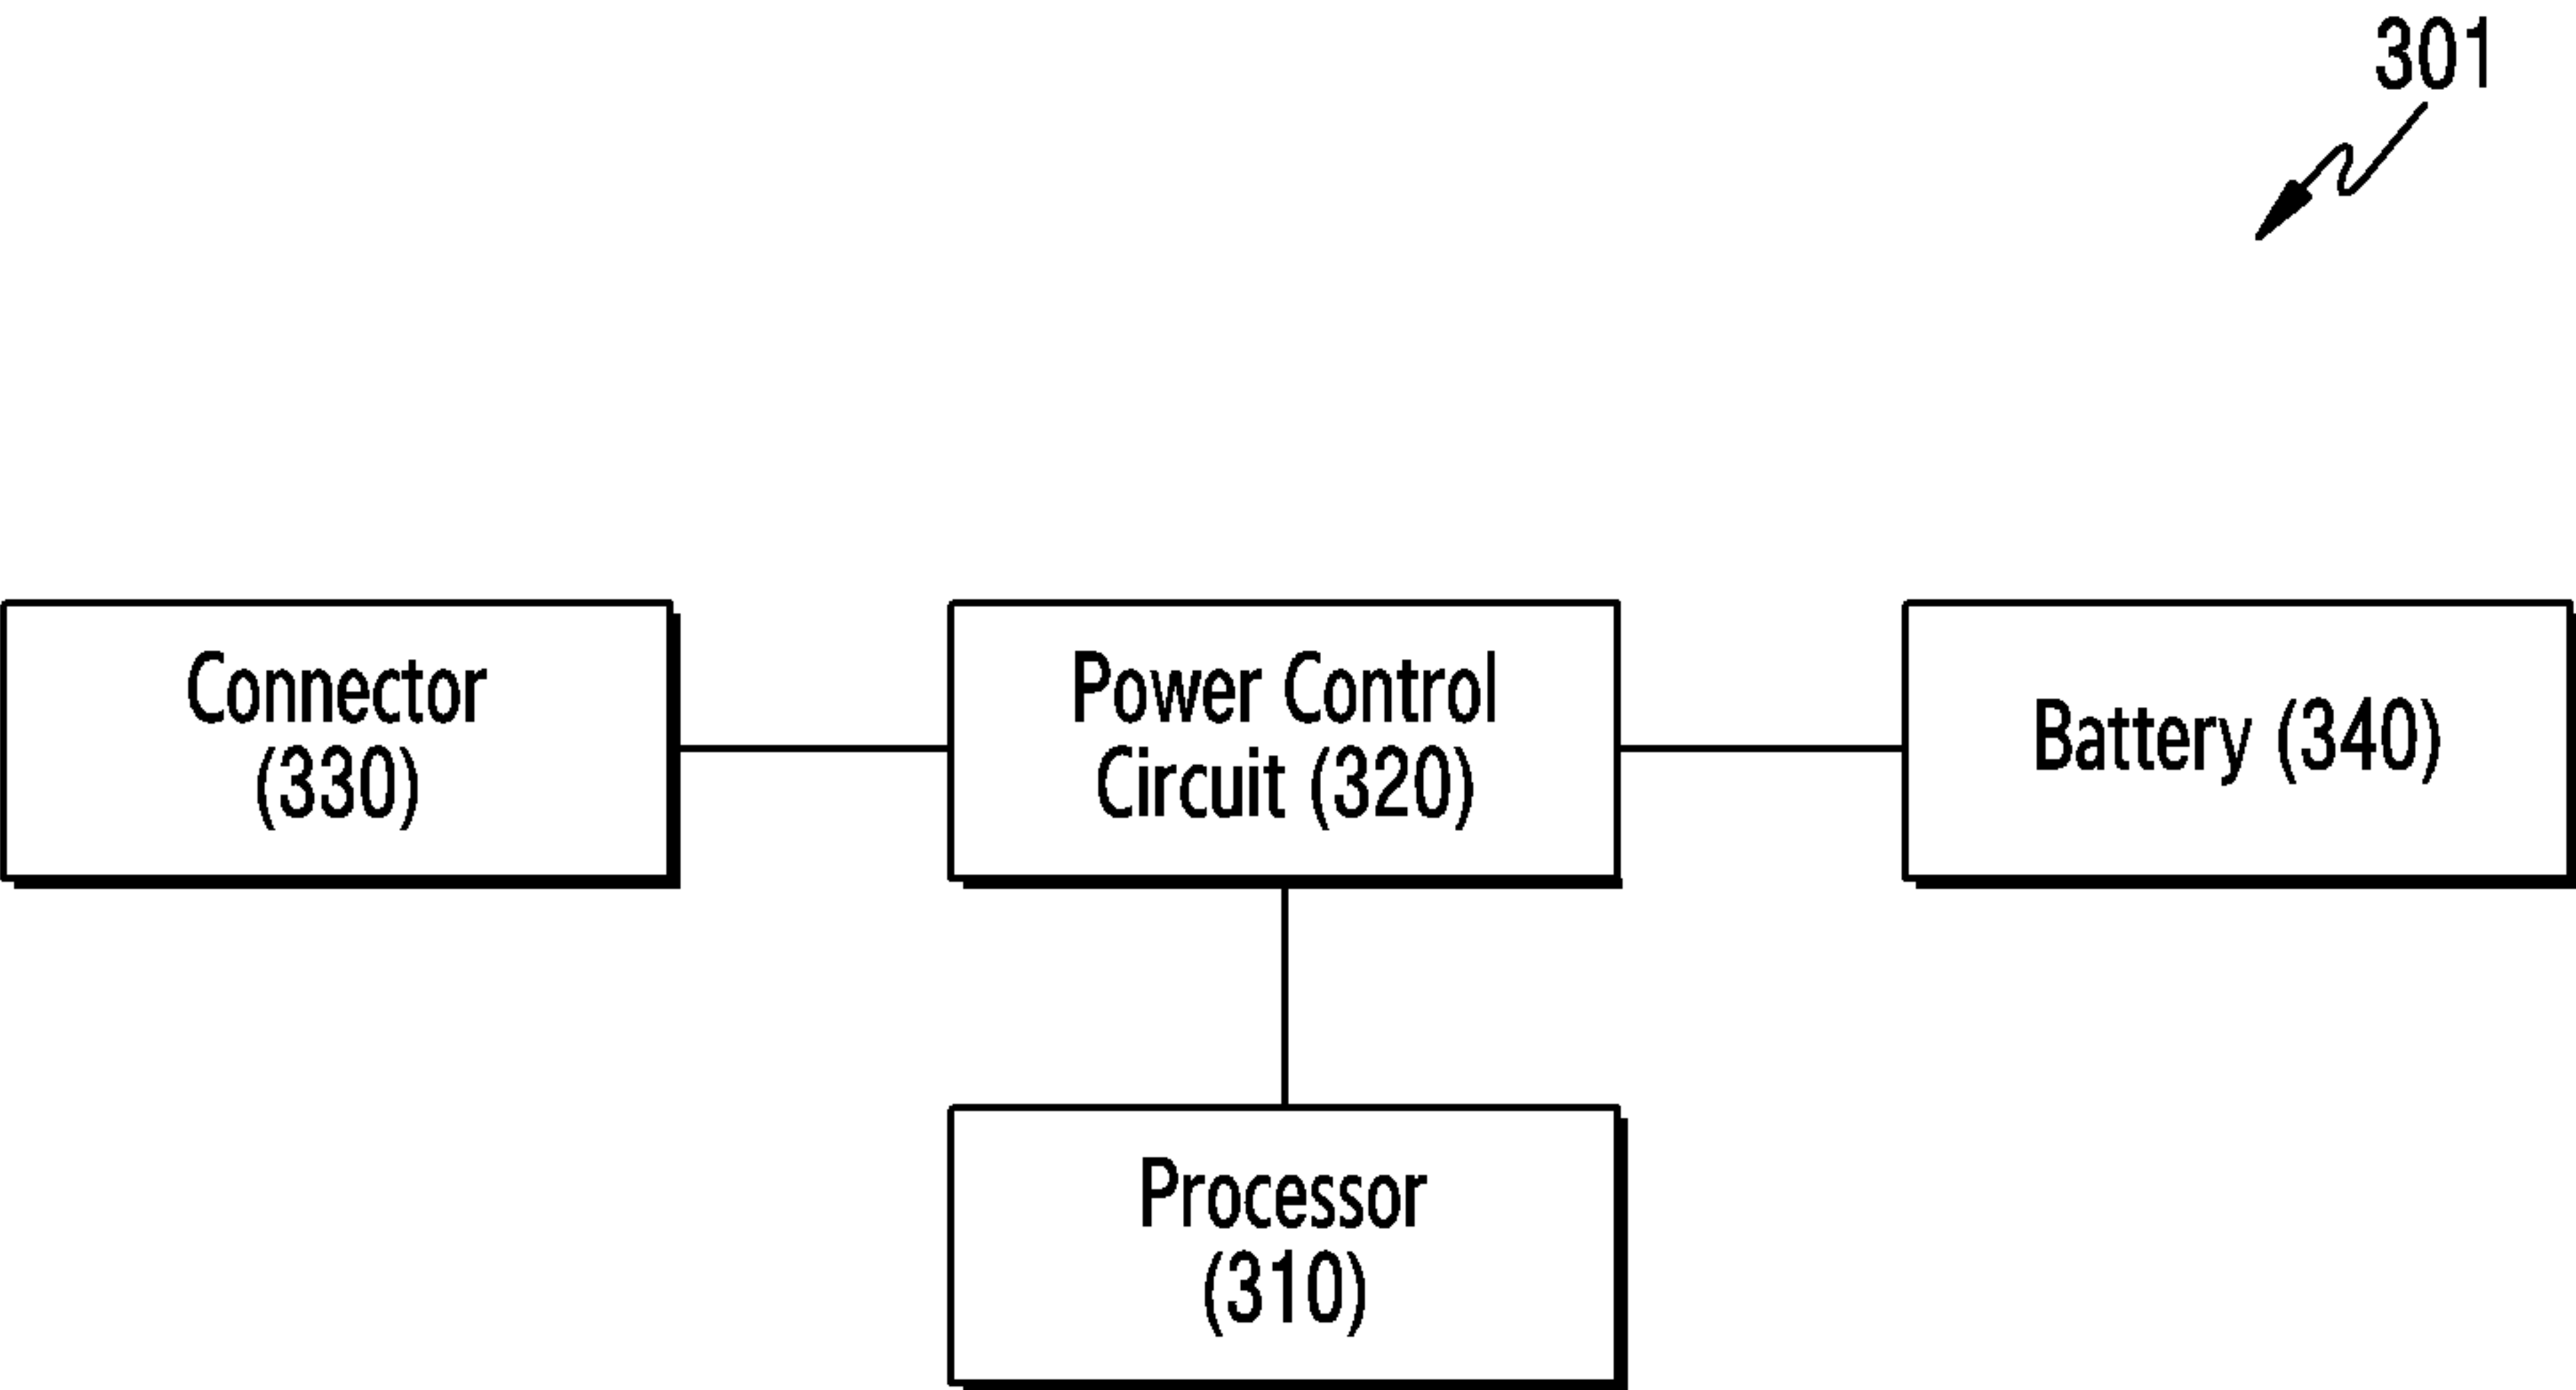 301
Connector
(330)
Power Control
Circuit (320)
Battery (340)
Processor
(310)